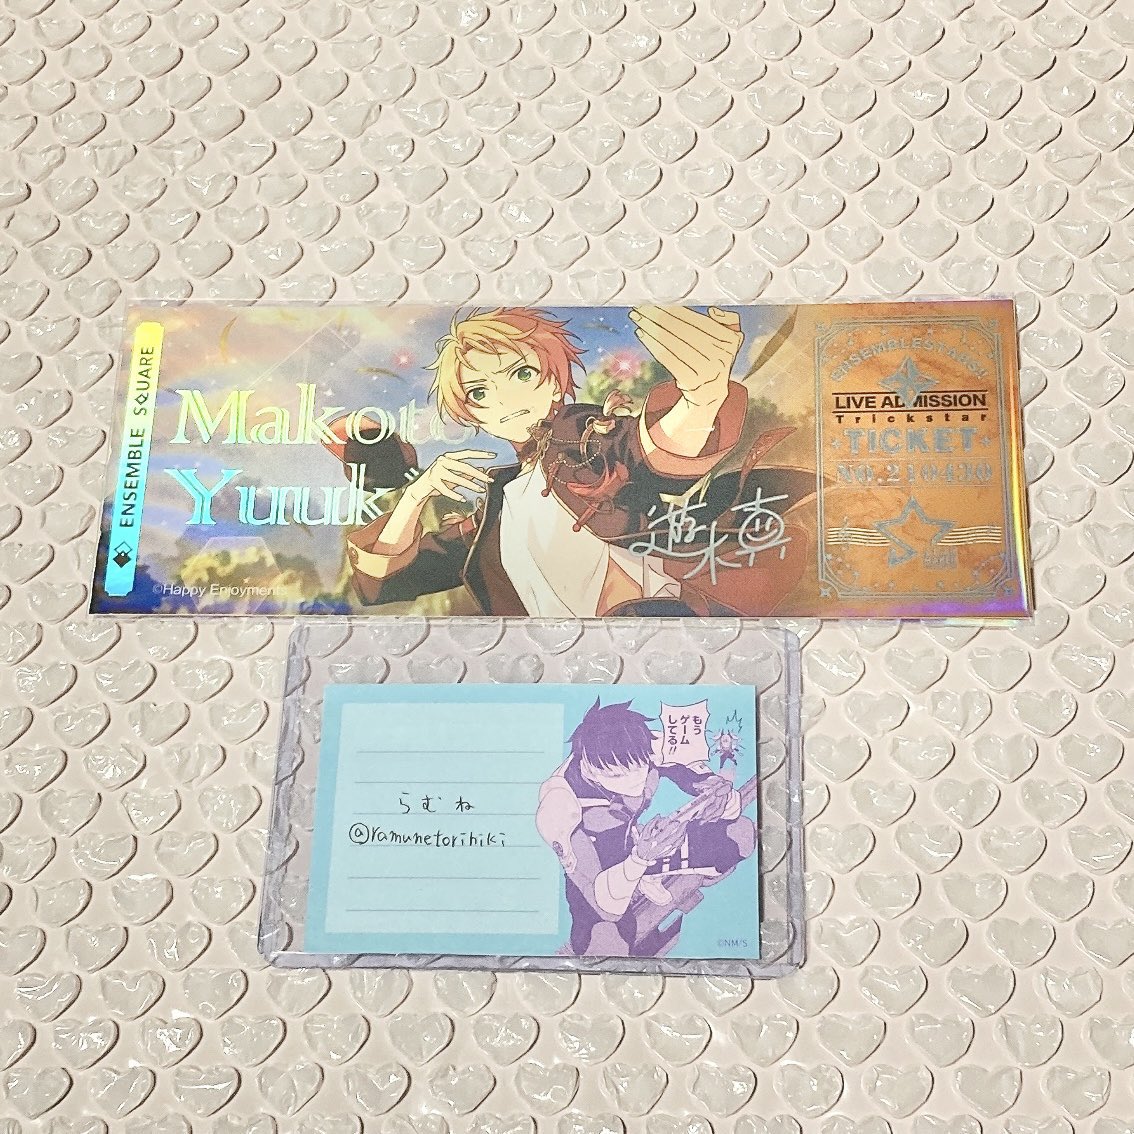 ENSEMBLE SQUARE
Makoto
Yuuki
©Happy Enjoyments
遊木真
ENSEMBLE STARS!!
LIVE ADMISSION
Trickstar
TICKET
NO.210430
もう
ゲーム
してる!!
らむね
@ramunetorihiki
©NM/S